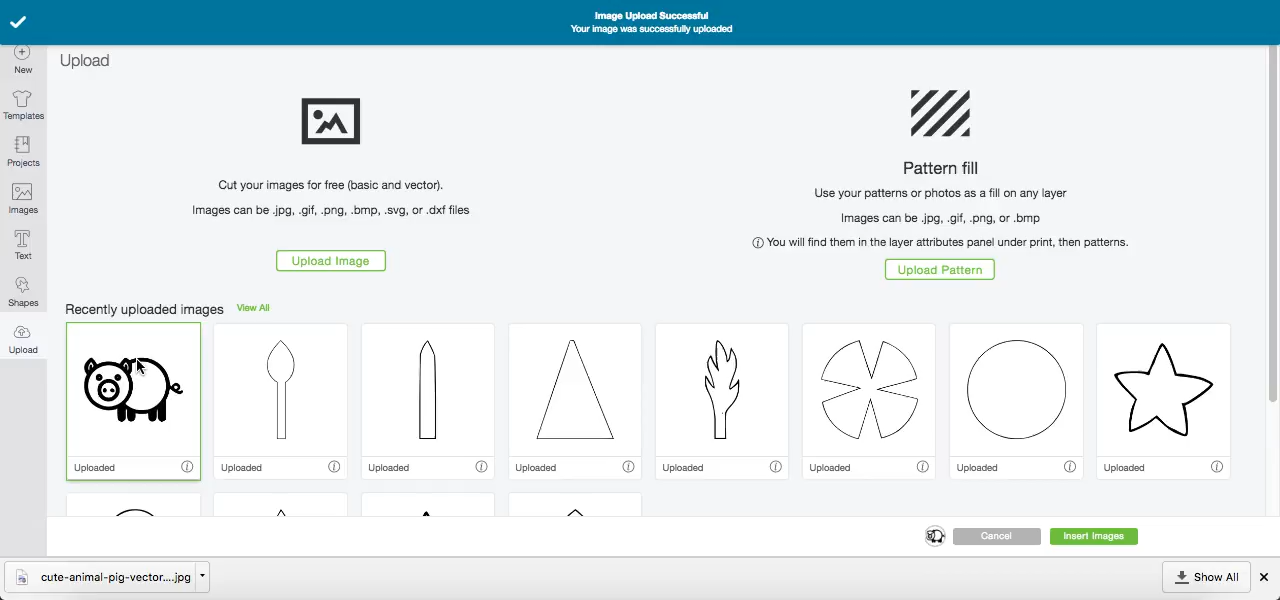 Image Upload Successful
Your image was successfully uploaded
New
Templates
Projects
Images
Text
Shapes
Upload
Upload
Cut your images for free (basic and vector).
Images can be .jpg, .gif, .png, .bmp, .svg, or .dxf files
Upload Image
Pattern fill
Use your patterns or photos as a fill on any layer
Images can be .jpg, .gif, .png, or .bmp
You will find them in the layer attributes panel under print, then patterns.
Upload Pattern
Recently uploaded images View All
Uploaded Uploaded Uploaded Uploaded Uploaded Uploaded Uploaded Uploaded
Cancel Insert Images
cute-animal-pig-vector....jpg Show All